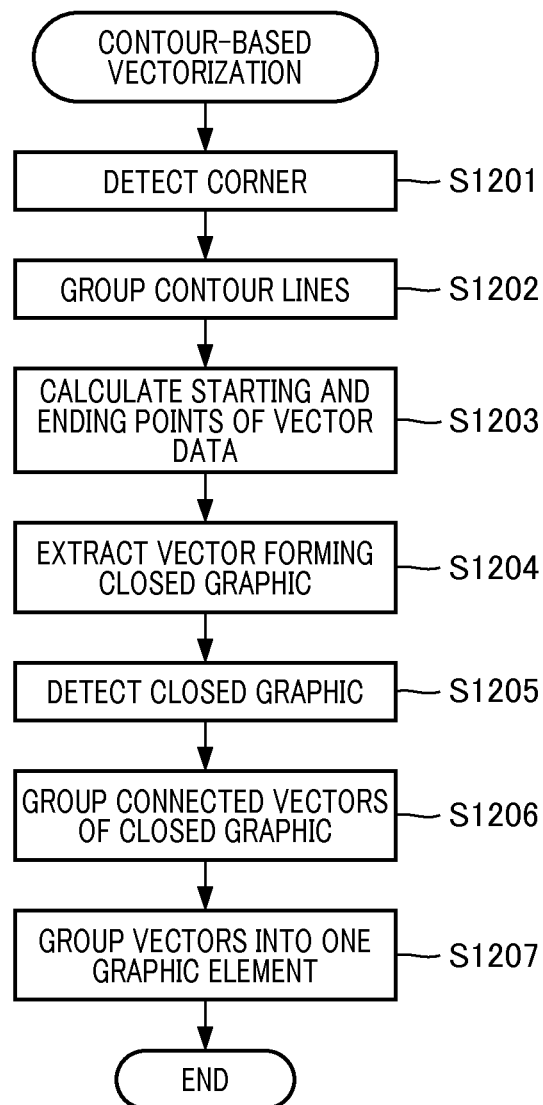 CONTOUR-BASED
VECTORIZATION
DETECT CORNER
S1201
GROUP CONTOUR LINES
S1202
CALCULATE STARTING AND
ENDING POINTS OF VECTOR
DATA
S1203
EXTRACT VECTOR FORMING
CLOSED GRAPHIC
S1204
DETECT CLOSED GRAPHIC
S1205
GROUP CONNECTED VECTORS
OF CLOSED GRAPHIC
S1206
GROUP VECTORS INTO ONE
GRAPHIC ELEMENT
S1207
END